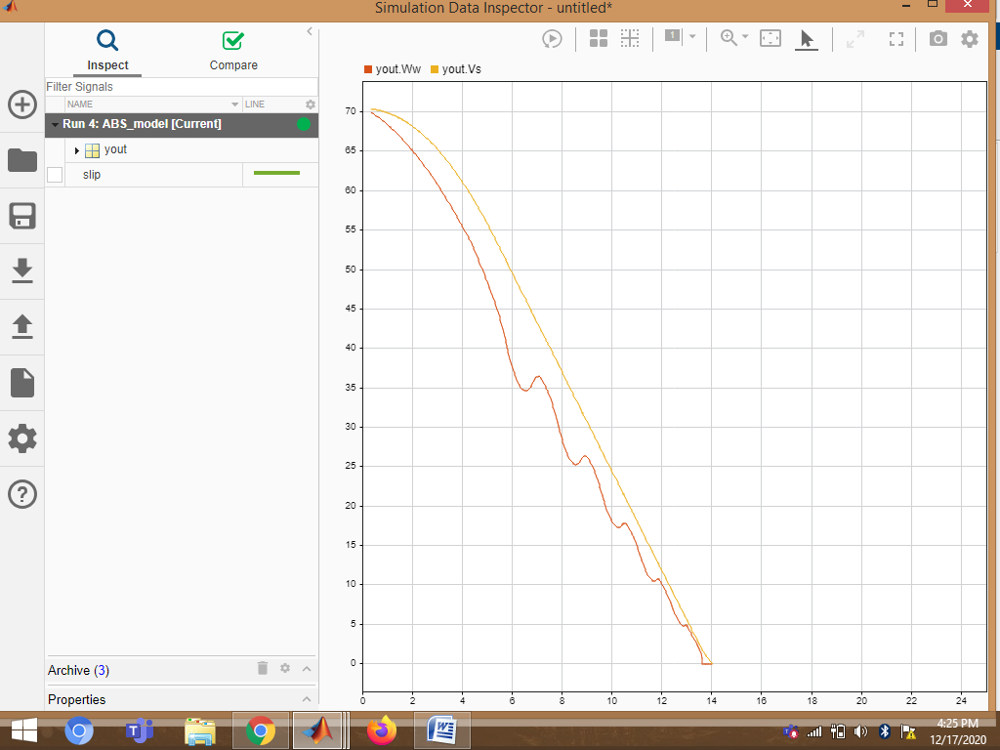 Simulation Data Inspector - untitled*
Inspect
Compare
Filter Signals
NAME
LINE
Run 4: ABS_model [Current]
yout
slip
Archive (3)
Properties
1
yout.Ww
yout.Vs
70
65
60
55
50
45
40
35
30
25
20
15
10
5
0
0 2 4 6 8 10 12 14 16 18 20 22 24
4:25 PM
12/17/2020